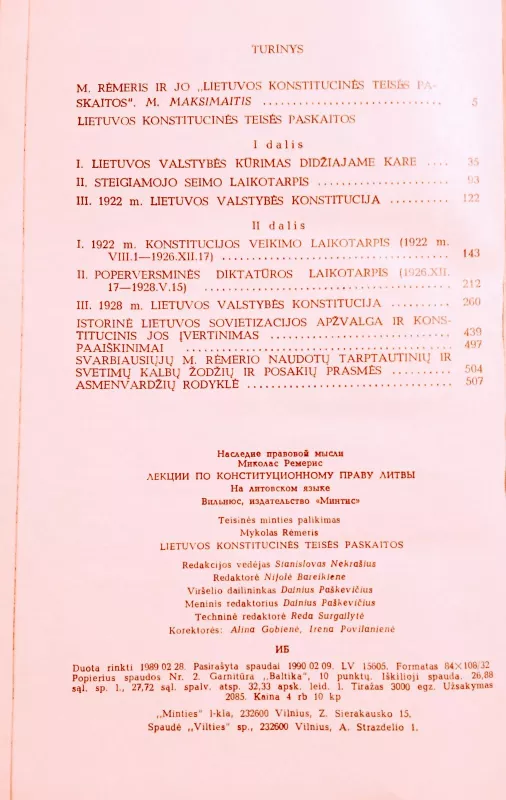 TURINYS
M. RĖMERIS IR JO „LIETUVOS KONSTITUCINĖS TEISĖS PA-
SKAITOS". M. MAKSIMAITIS 5
LIETUVOS KONSTITUCINĖS TEISĖS PASKAITOS
I dalis
I. LIETUVOS VALSTYBĖS KŪRIMAS DIDŽIAJAME KARE .... 35
II. STEIGIAMOJO SEIMO LAIKOTARPIS .................... 93
III. 1922 m. LIETUVOS VALSTYBĖS KONSTITUCIJA .......... 122
II dalis
I. 1922 m. KONSTITUCIJOS VEIKIMO LAIKOTARPIS (1922 m.
VIII.1—1926.XII.17) .................................. 143
II. POPERVERSMINĖS DIKTATŪROS LAIKOTARPIS (1926.XII.
17—1928.V.15) .................................. 212
III. 1928 m. LIETUVOS VALSTYBĖS KONSTITUCIJA .......... 260
ISTORINĖ LIETUVOS SOVIETIZACIJOS APŽVALGA IR KONS-
TITUCINIS JOS ĮVERTINIMAS .......................... 439
PAAIŠKINIMAI .................................. 497
SVARBIAUSIŲJŲ M. RĖMERIO NAUDOTŲ TARPTAUTINIŲ IR
SVETIMŲ KALBŲ ŽODŽIŲ IR POSAKIŲ PRASMĖS .......... 504
ASMENVARDŽIŲ RODYKLĖ .............................. 507
Наследие правовой мысли
Миколас Ремерис
ЛЕКЦИИ ПО КОНСТИТУЦИОННОМУ ПРАВУ ЛИТВЫ
На литовском языке
Вильнюс, издательство «Минтис»
Teisinės minties palikimas
Mykolas Rėmeris
LIETUVOS KONSTITUCINĖS TEISĖS PASKAITOS
Redakcijos vedėjas Stanislovas Nekrašius
Redaktorė Nijolė Bareikienė
Viršelio dailininkas Dainius Paškevičius
Meninis redaktorius Dainius Paškevičius
Techninė redaktorė Reda Surgailytė
Korektorės: Alina Gobienė, Irena Povilanienė
ИБ
Duota rinkti 1989 02 28. Pasirašyta spaudai 1990 02 09. LV 15605. Formatas 84×108/32
Popierius spaudos Nr. 2. Garnitūra „Baltika", 10 punktų. Iškilioji spauda. 26,88
sąl. sp. l., 27,72 sąl. spalv. atsp. 32,33 apsk. leid. l. Tiražas 3000 egz. Užsakymas
2085. Kaina 4 rb 10 kp
„Minties" l-kla, 232600 Vilnius, Z. Sierakausko 15.
Spaudė „Vilties" sp., 232600 Vilnius, A. Strazdelio 1.